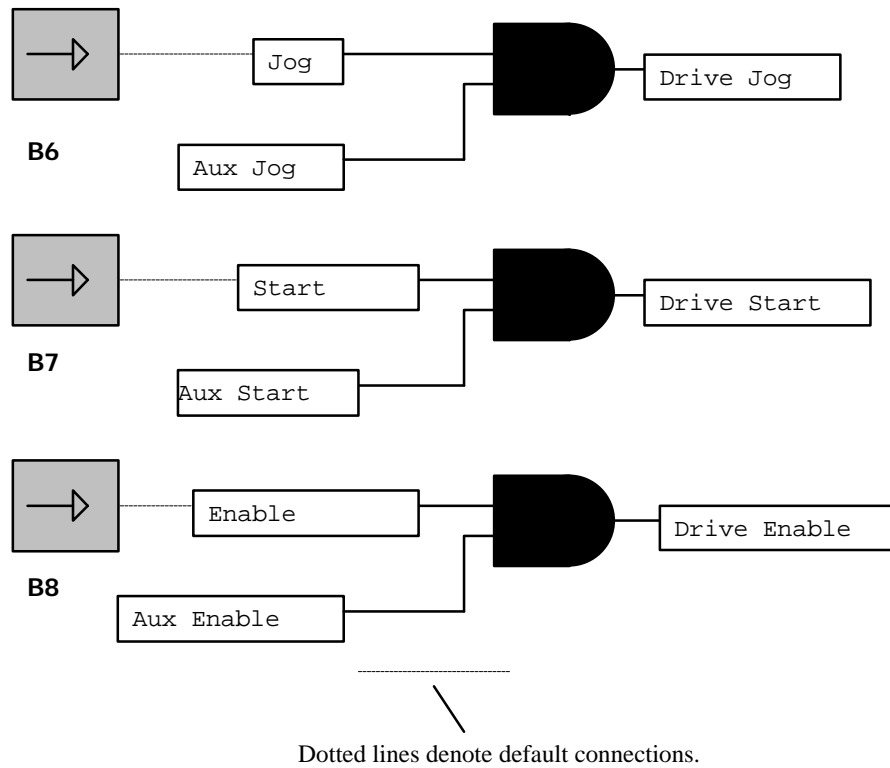 Jog
Drive Jog
B6
Aux Jog
Start
Drive Start
B7
Aux Start
Enable
Drive Enable
B8
Aux Enable
Dotted lines denote default connections.